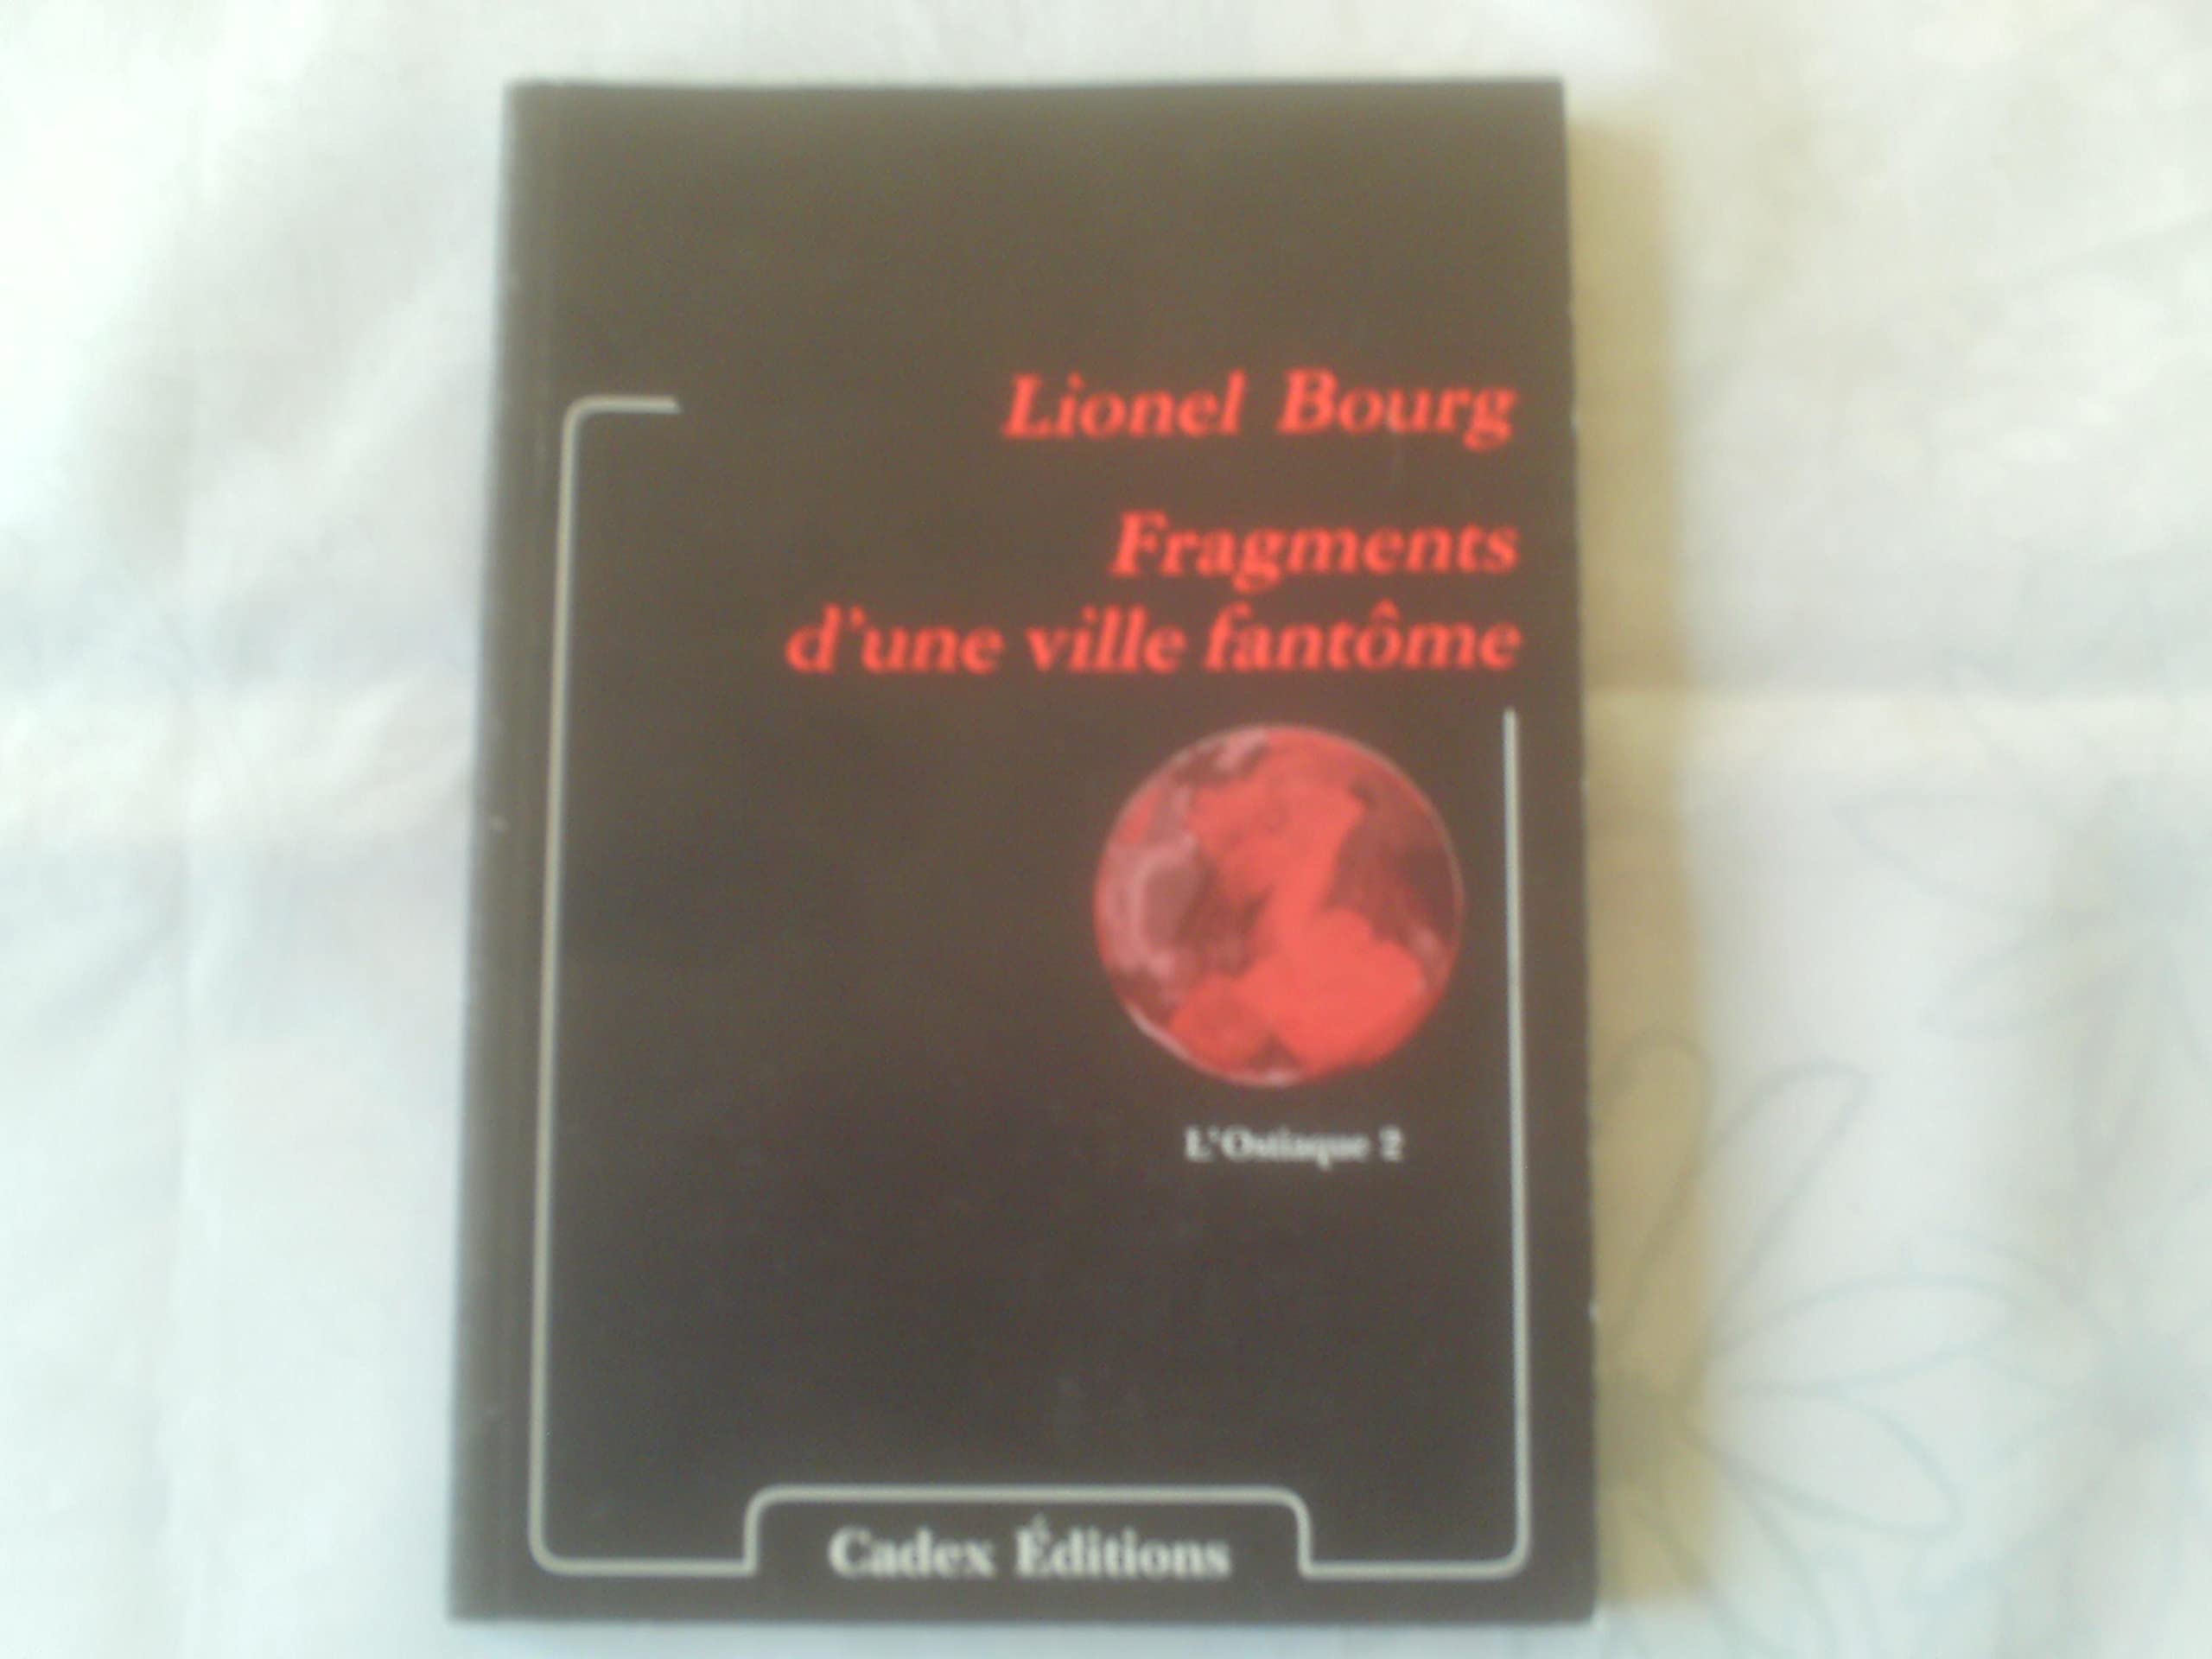 Lionel Bourg
Fragments
d'une ville fantôme
L'Ostiaque 2
Cadex Éditions